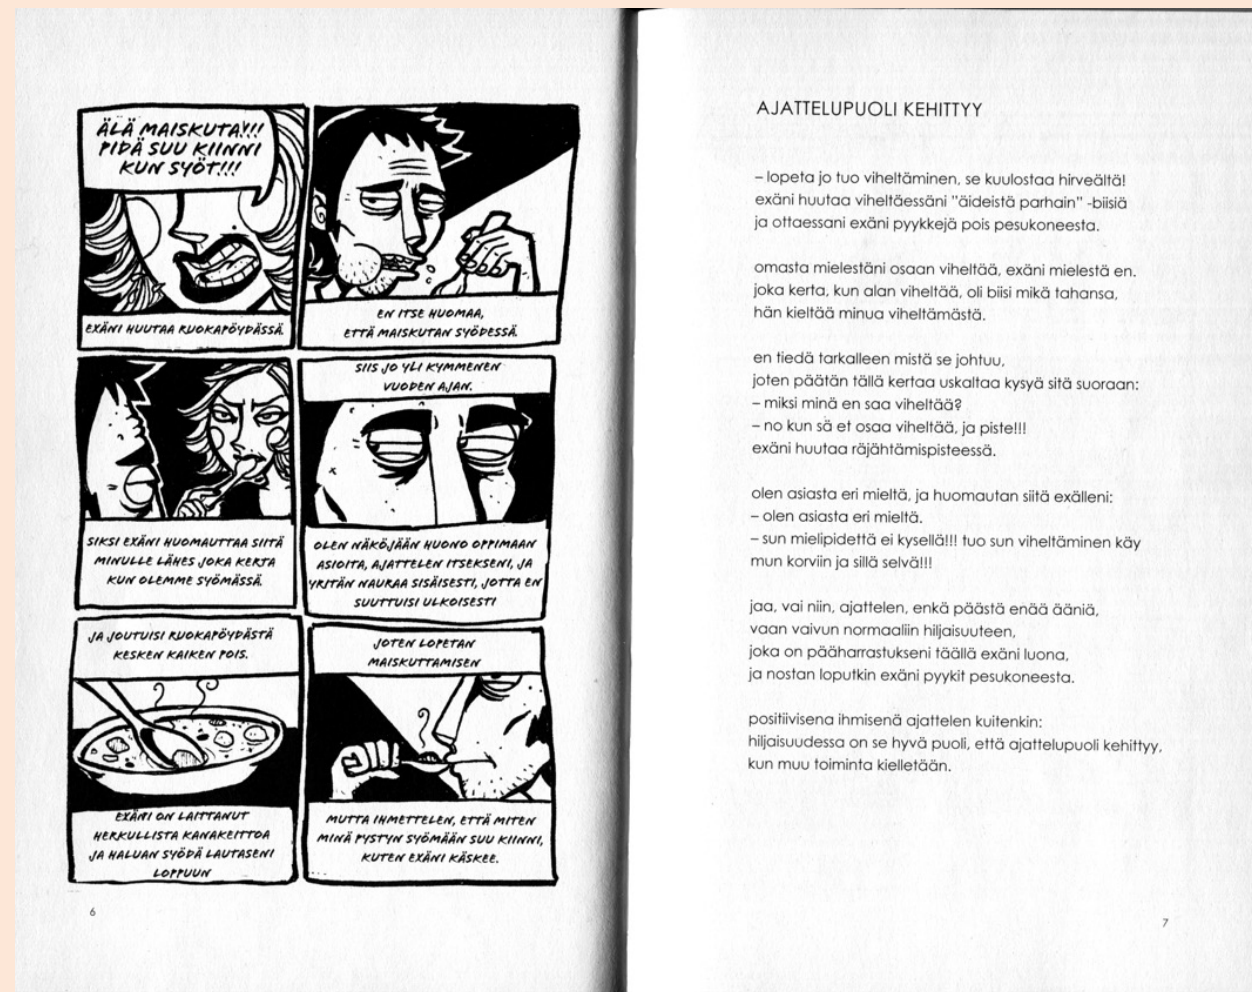 ÄLÄ MAISKUTA!!!
PIDÄ SUU KIINNI
KUN SYÖT!!!
EXÄNI HUUTAA RUOKAPÖYDÄSSÄ.
EN ITSE HUOMAA,
ETTÄ MAISKUTAN SYÖDESSÄ.
SIKSI EXÄNI HUOMAUTTAA SIITÄ
MINULLE LÄHES JOKA KERTA
KUN OLEMME SYÖMÄSSÄ.
SIIS JO YLI KYMMENEN
VUODEN AJAN.
OLEN NÄKÖJÄÄN HUONO OPPIMAAN
ASIOITA, AJATTELEN ITSEKSENI, JA
YRITÄN NAURAA SISÄISESTI, JOTTA EN
SUUTTUISI ULKOISESTI
JA JOUTUISI RUOKAPÖYDÄSTÄ
KESKEN KAIKEN POIS.
EXÄNI ON LAITTANUT
HERKULLISTA KANAKEITTOA
JA HALUAN SYÖDÄ LAUTASENI
LOPPUUN
JOTEN LOPETAN
MAISKUTTAMISEN
MUTTA IHMETTELEN, ETTÄ MITEN
MINÄ PYSTYN SYÖMÄÄN SUU KIINNI,
KUTEN EXÄNI KÄSKEE.
6
AJATTELUPUOLI KEHITTYY
– lopeta jo tuo viheltäminen, se kuulostaa hirveältä!
exäni huutaa viheltäessäni "äideistä parhain" -biisiä
ja ottaessani exäni pyykkejä pois pesukoneesta.
omasta mielestäni osaan viheltää, exäni mielestä en.
joka kerta, kun alan viheltää, oli biisi mikä tahansa,
hän kieltää minua viheltämästä.
en tiedä tarkalleen mistä se johtuu,
joten päätän tällä kertaa uskaltaa kysyä sitä suoraan:
– miksi minä en saa viheltää?
– no kun sä et osaa viheltää, ja piste!!!
exäni huutaa räjähtämispisteessä.
olen asiasta eri mieltä, ja huomautan siitä exälleni:
– olen asiasta eri mieltä.
– sun mielipidettä ei kysellä!!! tuo sun viheltäminen käy
mun korviin ja sillä selvä!!!
jaa, vai niin, ajattelen, enkä päästä enää ääniä,
vaan vaivun normaaliin hiljaisuuteen,
joka on pääharrastukseni täällä exäni luona,
ja nostan loputkin exäni pyykit pesukoneesta.
positiivisena ihmisenä ajattelen kuitenkin:
hiljaisuudessa on se hyvä puoli, että ajattelupuoli kehittyy,
kun muu toiminta kielletään.
7